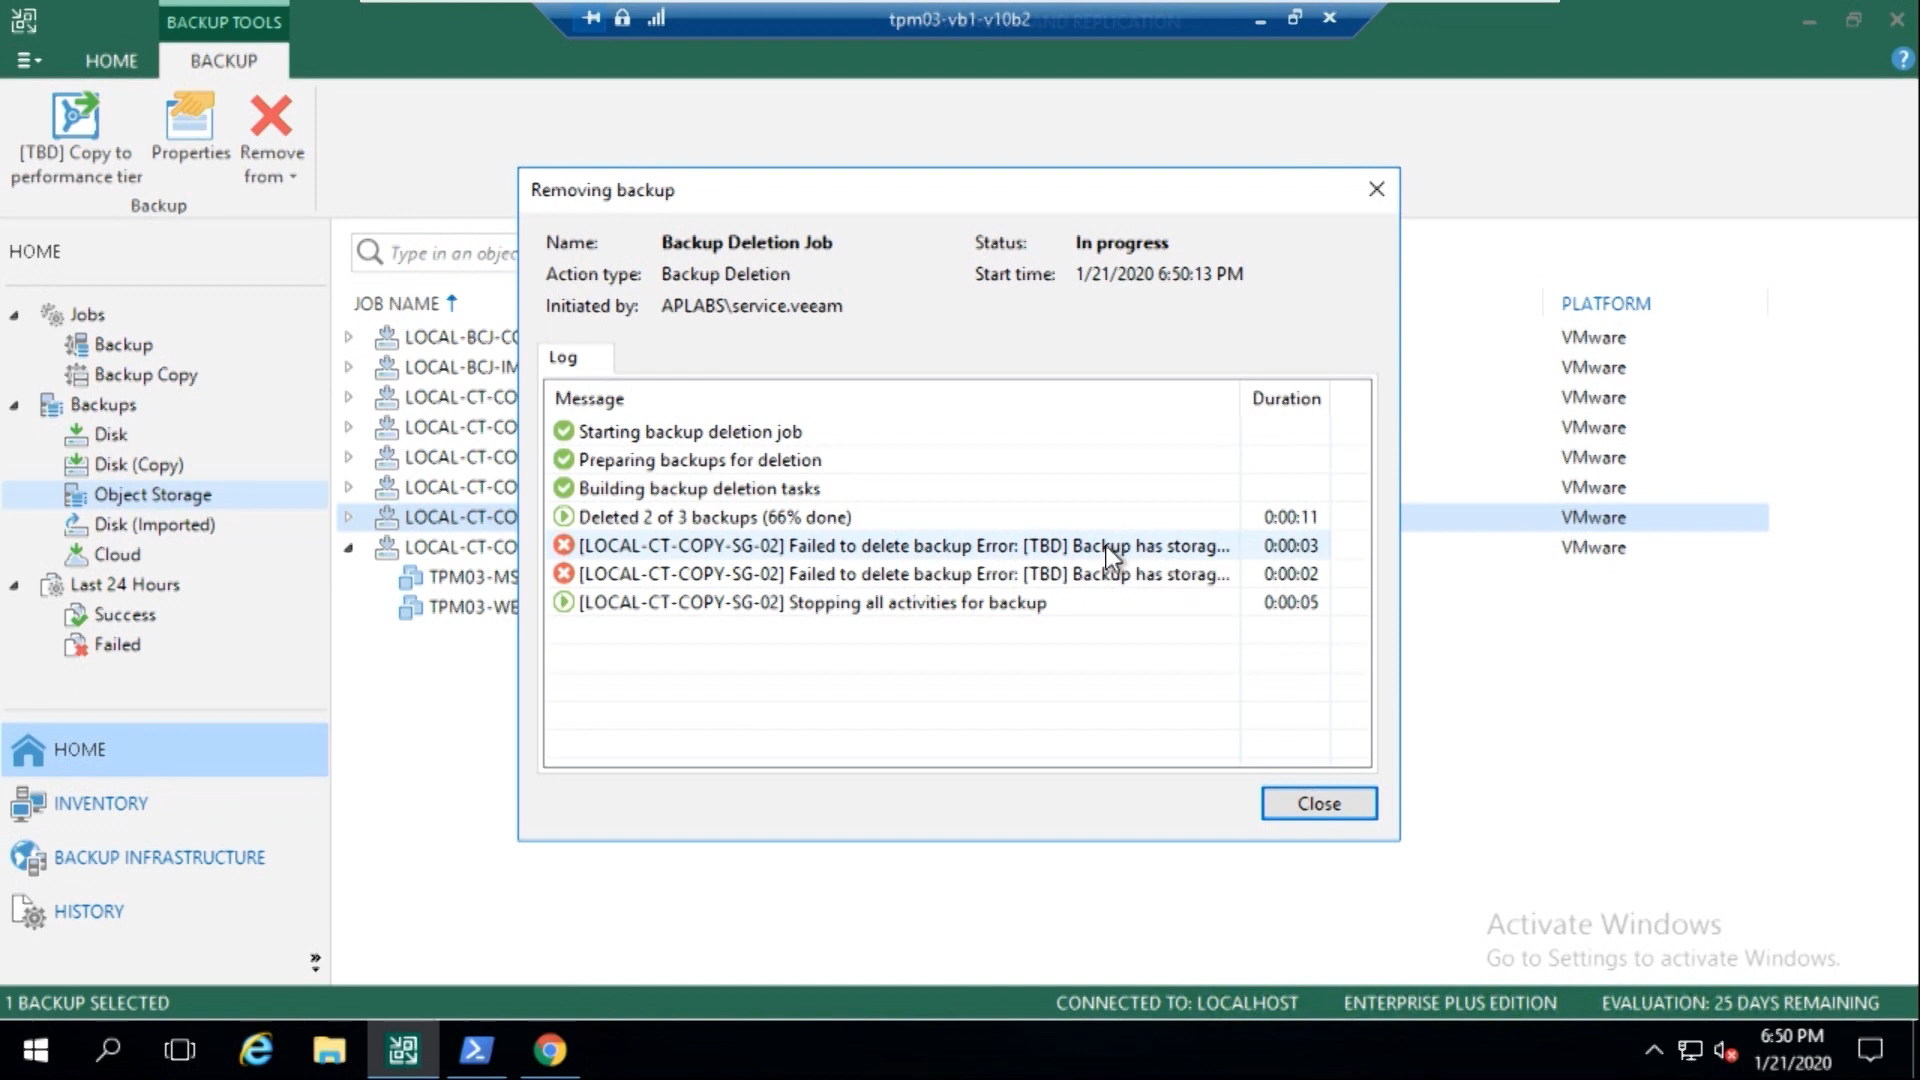 BACKUP TOOLS
tpm03-vb1-v10b2
AND REPLICATION
HOME
BACKUP
?
[TBD] Copy to performance tier
Properties
Remove from
Backup
HOME
Type in an objec
Jobs
Backup
Backup Copy
Backups
Disk
Disk (Copy)
Object Storage
Disk (Imported)
Cloud
Last 24 Hours
Success
Failed
HOME
INVENTORY
BACKUP INFRASTRUCTURE
HISTORY
JOB NAME
PLATFORM
LOCAL-BCJ-CO
VMware
LOCAL-BCJ-IM
VMware
LOCAL-CT-CO
VMware
LOCAL-CT-CO
VMware
LOCAL-CT-CO
VMware
LOCAL-CT-CO
VMware
LOCAL-CT-CO
VMware
LOCAL-CT-CO
VMware
TPM03-MS
TPM03-WE
Removing backup
Name: Backup Deletion Job
Status: In progress
Action type: Backup Deletion
Start time: 1/21/2020 6:50:13 PM
Initiated by: APLABS\service.veeam
Log
Message Duration
Starting backup deletion job
Preparing backups for deletion
Building backup deletion tasks
Deleted 2 of 3 backups (66% done) 0:00:11
[LOCAL-CT-COPY-SG-02] Failed to delete backup Error: [TBD] Backup has storag... 0:00:03
[LOCAL-CT-COPY-SG-02] Failed to delete backup Error: [TBD] Backup has storag... 0:00:02
[LOCAL-CT-COPY-SG-02] Stopping all activities for backup 0:00:05
Close
Activate Windows
Go to Settings to activate Windows.
1 BACKUP SELECTED
CONNECTED TO: LOCALHOST
ENTERPRISE PLUS EDITION
EVALUATION: 25 DAYS REMAINING
6:50 PM
1/21/2020